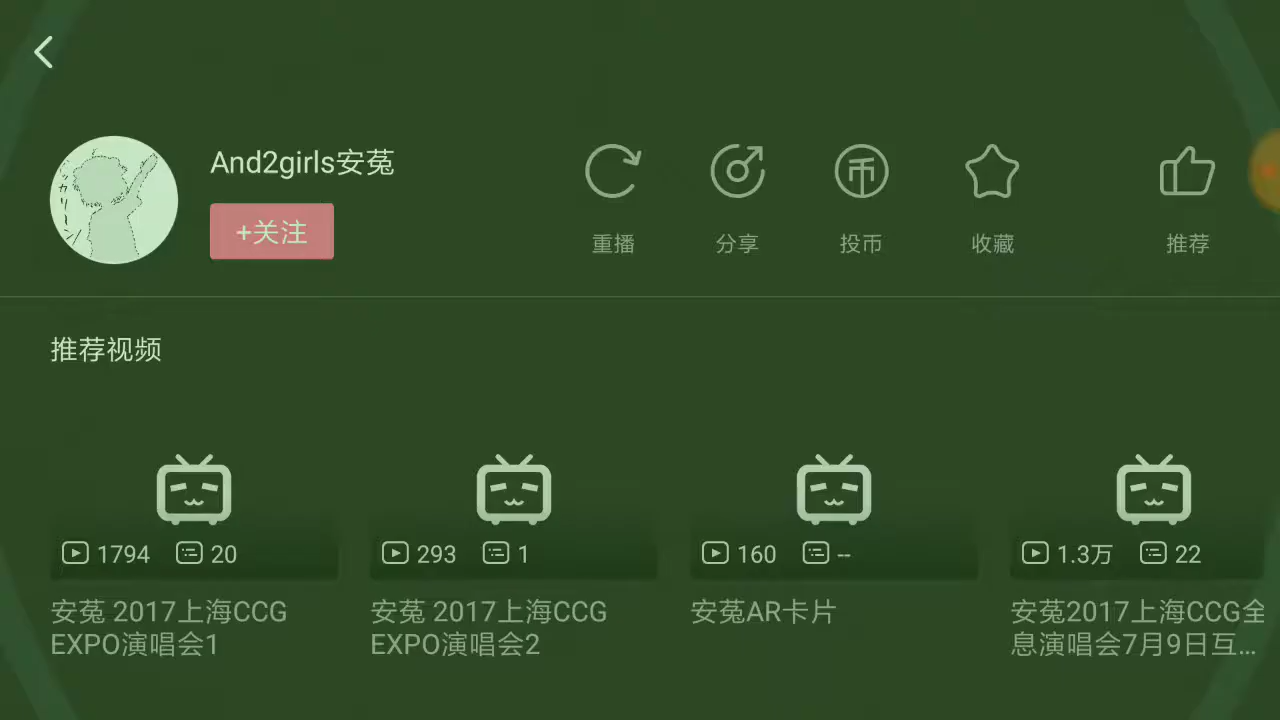 And2girls安菟
+关注
重播
分享
投币
收藏
推荐
推荐视频
1794
20
293
1
160
--
1.3万
22
安菟 2017上海CCG
EXPO演唱会1
安菟 2017上海CCG
EXPO演唱会2
安菟AR卡片
安菟2017上海CCG全
息演唱会7月9日互...